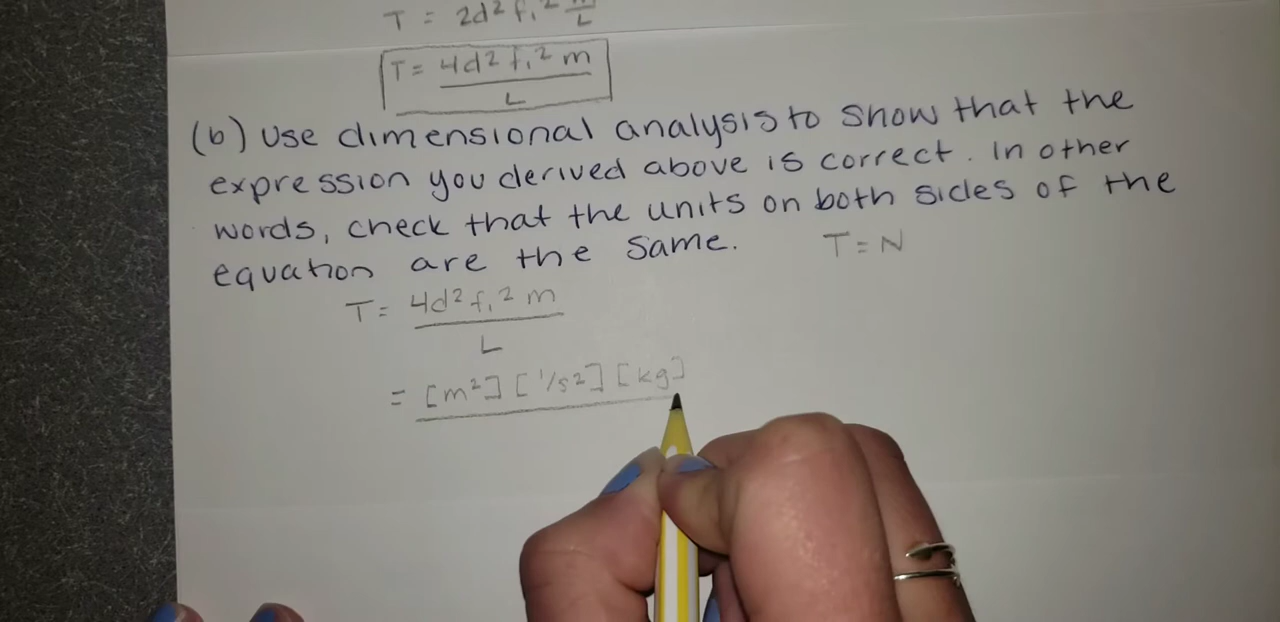 T = 2d² f₁² m/L
T = 4d² f₁² m / L
(b) Use dimensional analysis to show that the
expression you derived above is correct. In other
words, check that the units on both sides of the
equation are the same. T = N
T = 4d² f₁² m / L
= [m²] [1/s²] [kg]